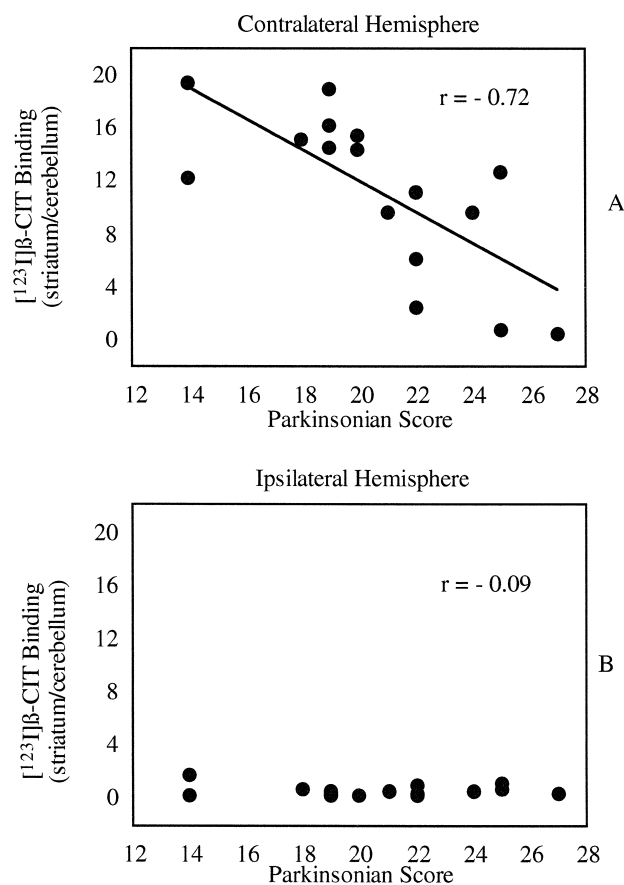 Contralateral Hemisphere
[¹²³I]ß-CIT Binding
(striatum/cerebellum)
20
16
12
8
4
0
r = - 0.72
A
12 14 16 18 20 22 24 26 28
Parkinsonian Score
Ipsilateral Hemisphere
[¹²³I]ß-CIT Binding
(striatum/cerebellum)
20
16
12
8
4
0
r = - 0.09
B
12 14 16 18 20 22 24 26 28
Parkinsonian Score